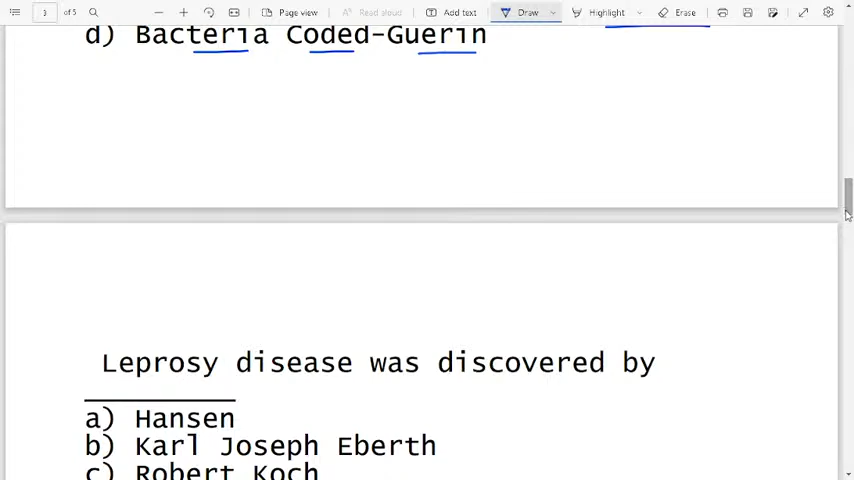 3 of 5 Page view Read aloud Add text Draw Highlight Erase
d) Bacteria Coded-Guerin
Leprosy disease was discovered by
_________
a) Hansen
b) Karl Joseph Eberth
c) Robert Koch